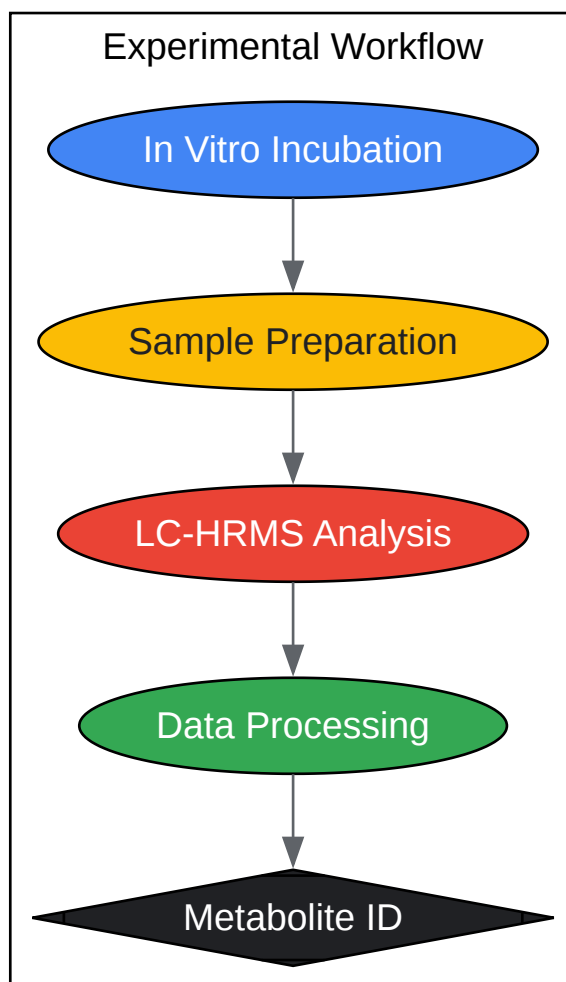 Experimental Workflow
In Vitro Incubation
Sample Preparation
LC-HRMS Analysis
Data Processing
Metabolite ID